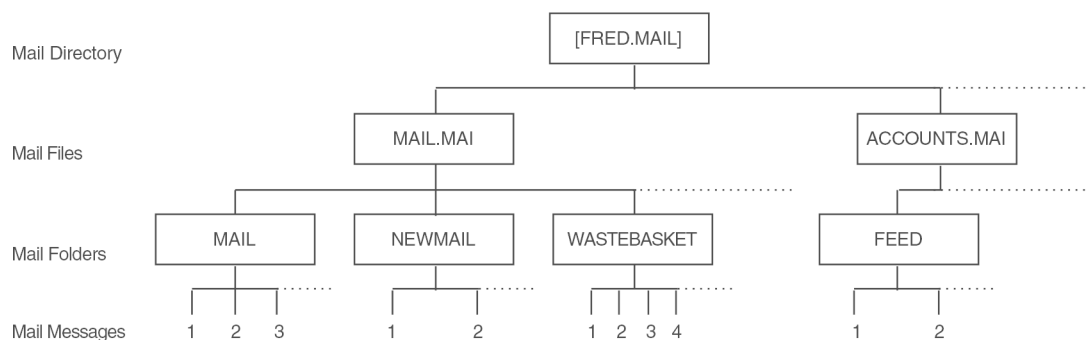 [FRED.MAIL]
Mail Directory
MAIL.MAI
ACCOUNTS.MAI
Mail Files
MAIL
NEWMAIL
WASTEBASKET
FEED
Mail Folders
Mail Messages
1 2 3
1 2
1 2 3 4
1 2